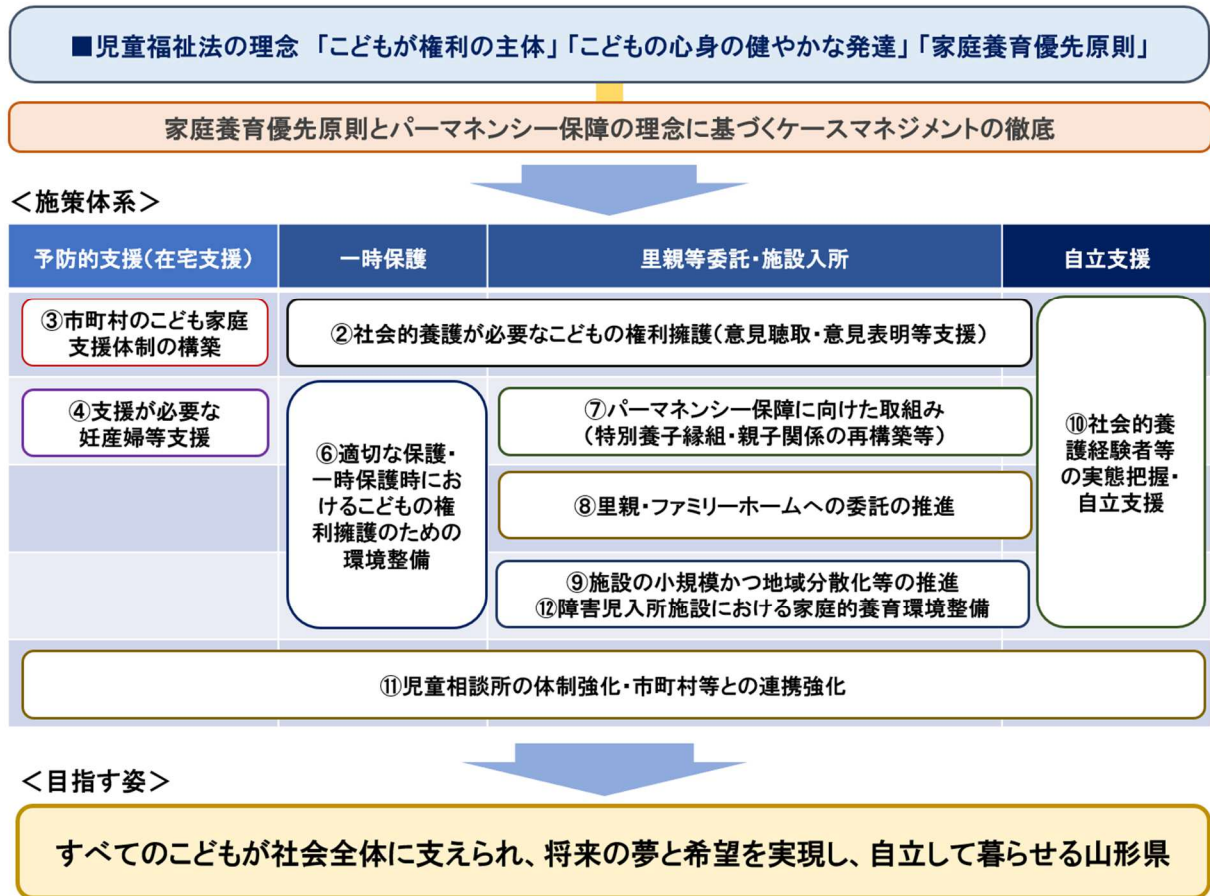 ■児童福祉法の理念 「こどもが権利の主体」「こどもの心身の健やかな発達」「家庭養育優先原則」
家庭養育優先原則とパーマネンシー保障の理念に基づくケースマネジメントの徹底
＜施策体系＞
予防的支援(在宅支援)
一時保護
里親等委託・施設入所
自立支援
③市町村のこども家庭
支援体制の構築
②社会的養護が必要なこどもの権利擁護(意見聴取・意見表明等支援)
④支援が必要な
妊産婦等支援
⑥適切な保護・
一時保護時にお
けるこどもの権
利擁護のための
環境整備
⑦パーマネンシー保障に向けた取組み
(特別養子縁組・親子関係の再構築等)
⑧里親・ファミリーホームへの委託の推進
⑨施設の小規模かつ地域分散化等の推進
⑫障害児入所施設における家庭的養育環境整備
⑩社会的養
護経験者等
の実態把握・
自立支援
⑪児童相談所の体制強化・市町村等との連携強化
＜目指す姿＞
すべてのこどもが社会全体に支えられ、将来の夢と希望を実現し、自立して暮らせる山形県